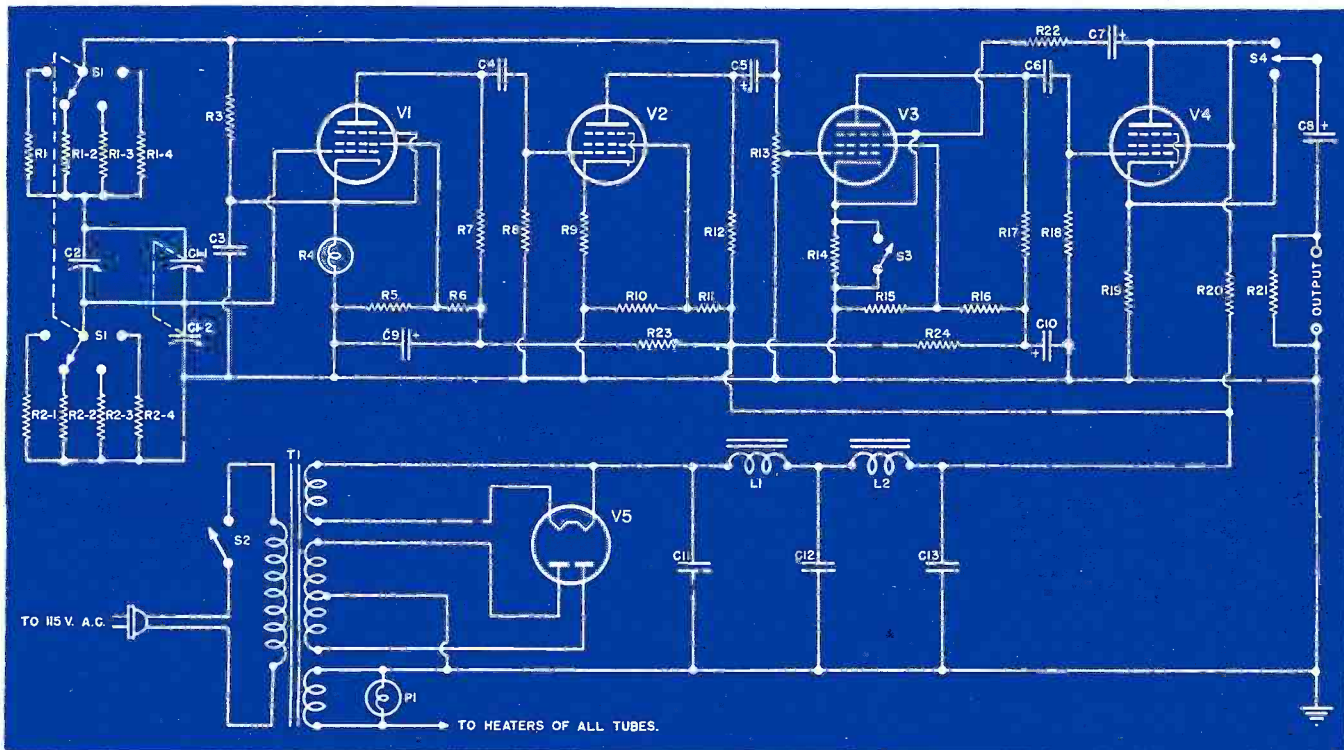 R22
C7
+
S1
S4
C4
C5
+
C6
R3
V1
V2
V3
V4
C8
+
R1-
R1-2
R1-3
R1-4
R13
C2
C1-1
C3
R4
R7
R8
R9
R12
R14
S3
R17
R18
S1
C1-2
R5
R6
R10
R11
R15
R16
R19
R20
R21
OUTPUT
C9
+
R23
R24
C10
+
R2-1
R2-2
R2-3
R2-4
T1
L1
L2
S2
V5
C11
C12
C13
TO 115 V. A.C.
P1
TO HEATERS OF ALL TUBES.